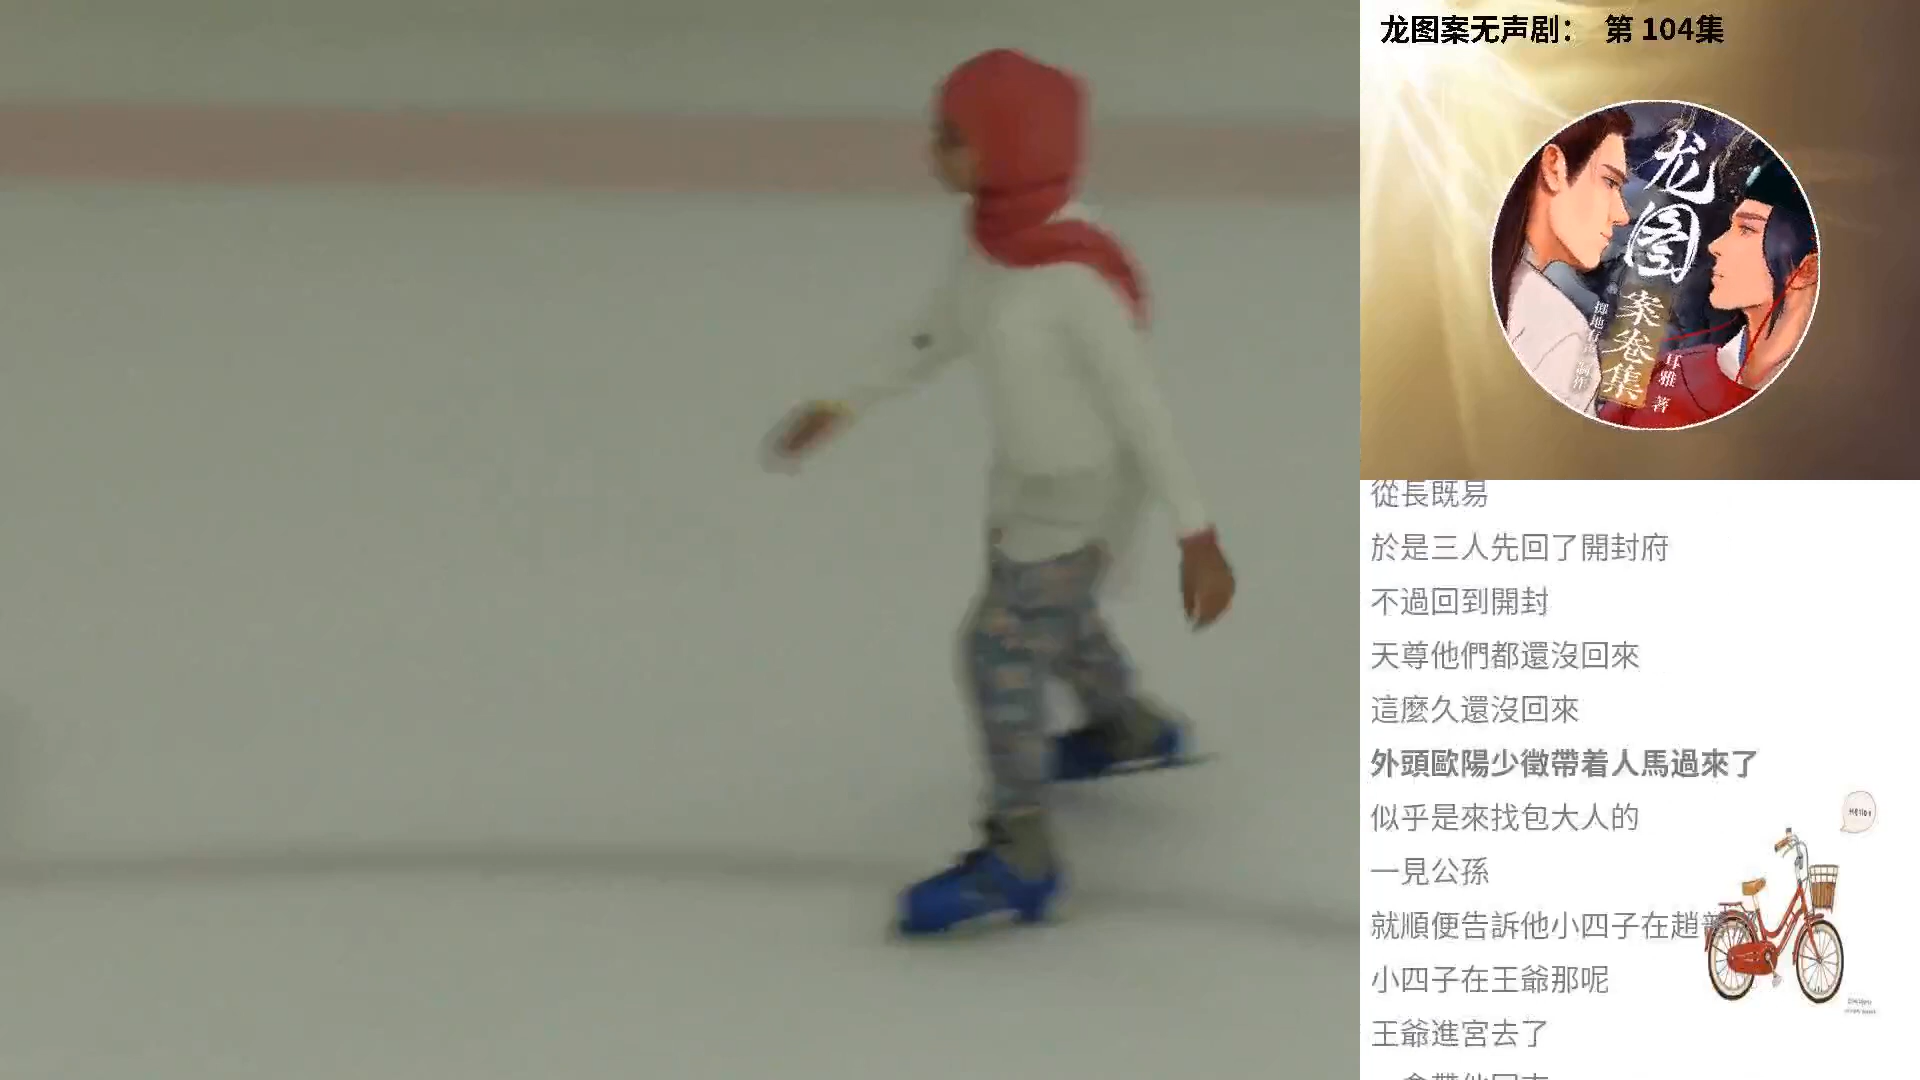 龙图案无声剧： 第 104集
龙图
案卷集
耳雅 著
從長既易
於是三人先回了開封府
不過回到開封
天尊他們都還沒回來
這麼久還沒回來
外頭歐陽少徵帶着人馬過來了
似乎是來找包大人的
一見公孫
就順便告訴他小四子在趙普
小四子在王爺那呢
王爺進宮去了
Hello!